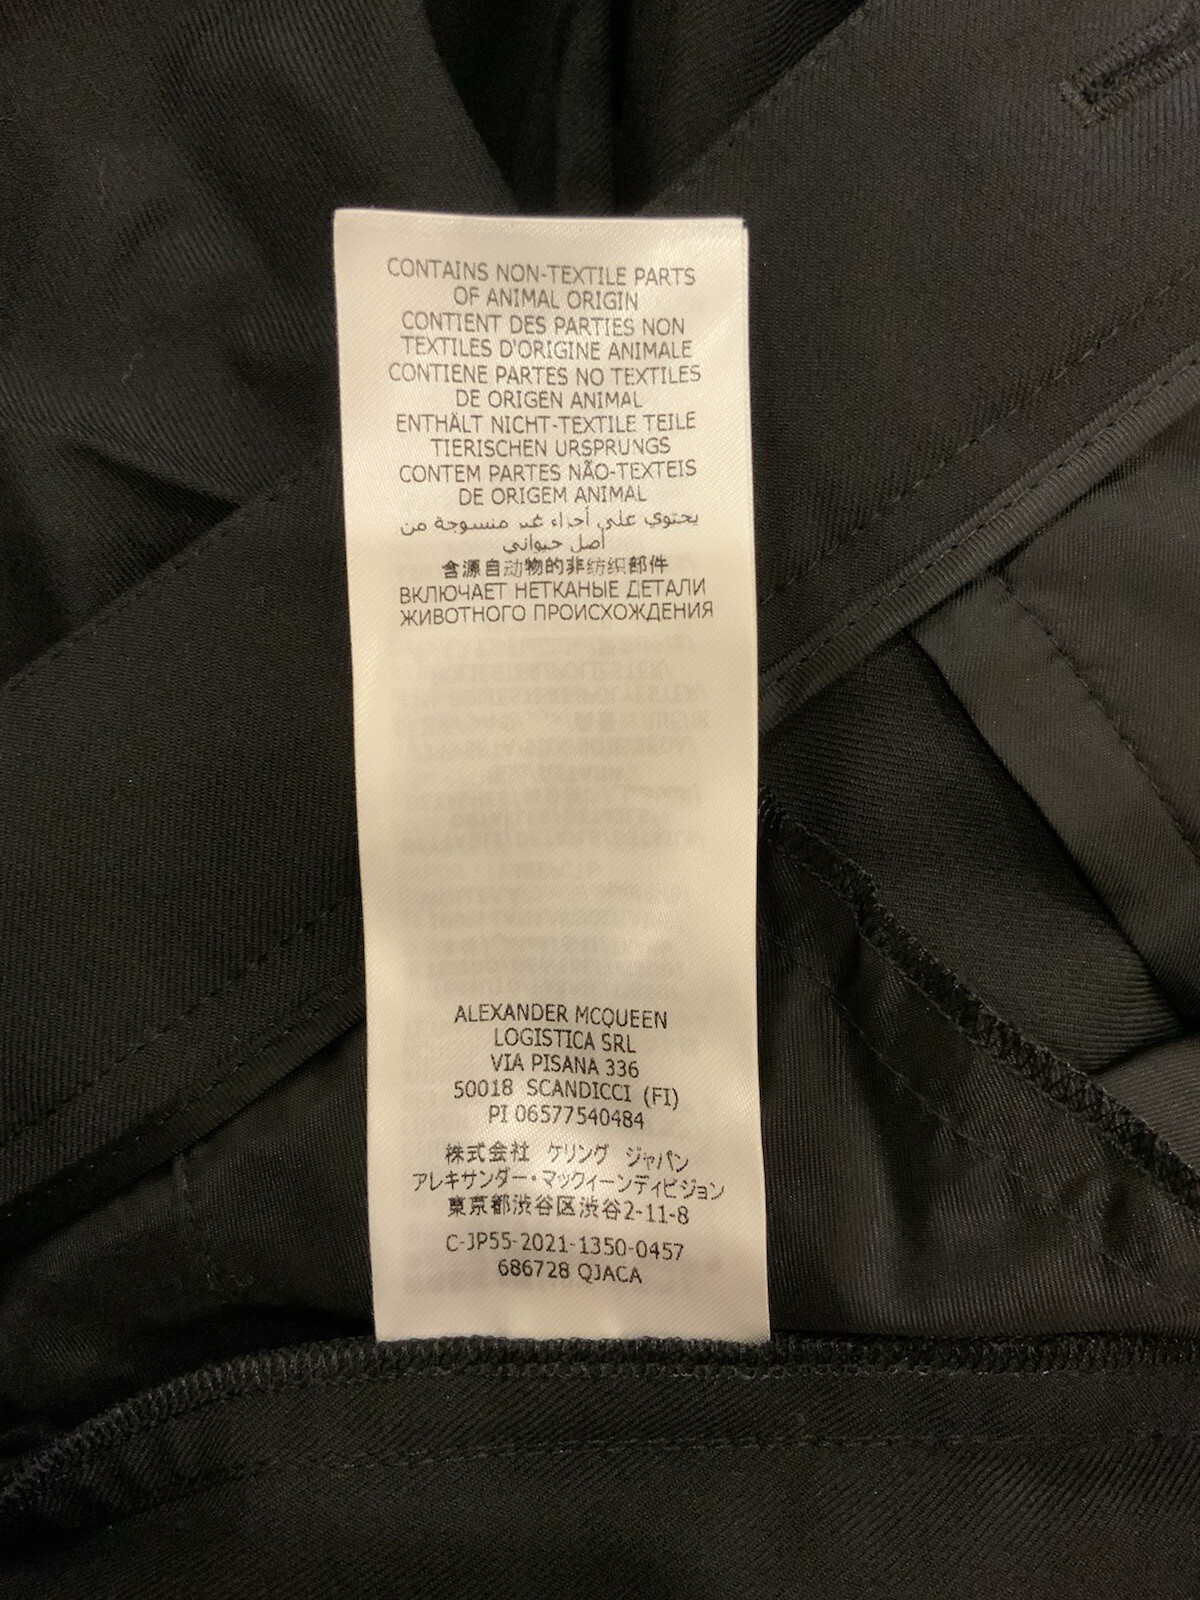 CONTAINS NON-TEXTILE PARTS
OF ANIMAL ORIGIN
CONTIENT DES PARTIES NON
TEXTILES D'ORIGINE ANIMALE
CONTIENE PARTES NO TEXTILES
DE ORIGEN ANIMAL
ENTHÄLT NICHT-TEXTILE TEILE
TIERISCHEN URSPRUNGS
CONTEM PARTES NÃO-TEXTEIS
DE ORIGEM ANIMAL
يحتوي على أجزاء غير منسوجة من
أصل حيواني
含源自动物的非纺织部件
ВКЛЮЧАЕТ НЕТКАНЫЕ ДЕТАЛИ
ЖИВОТНОГО ПРОИСХОЖДЕНИЯ
ALEXANDER MCQUEEN
LOGISTICA SRL
VIA PISANA 336
50018 SCANDICCI (FI)
PI 06577540484
株式会社 ケリング ジャパン
アレキサンダー・マックィーンディビジョン
東京都渋谷区渋谷2-11-8
C-JP55-2021-1350-0457
686728 QJACA